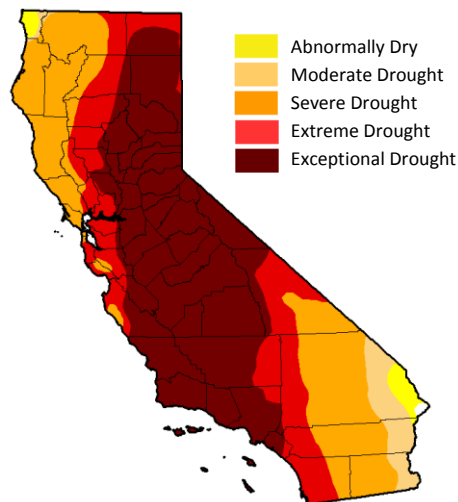 Abnormally Dry
Moderate Drought
Severe Drought
Extreme Drought
Exceptional Drought